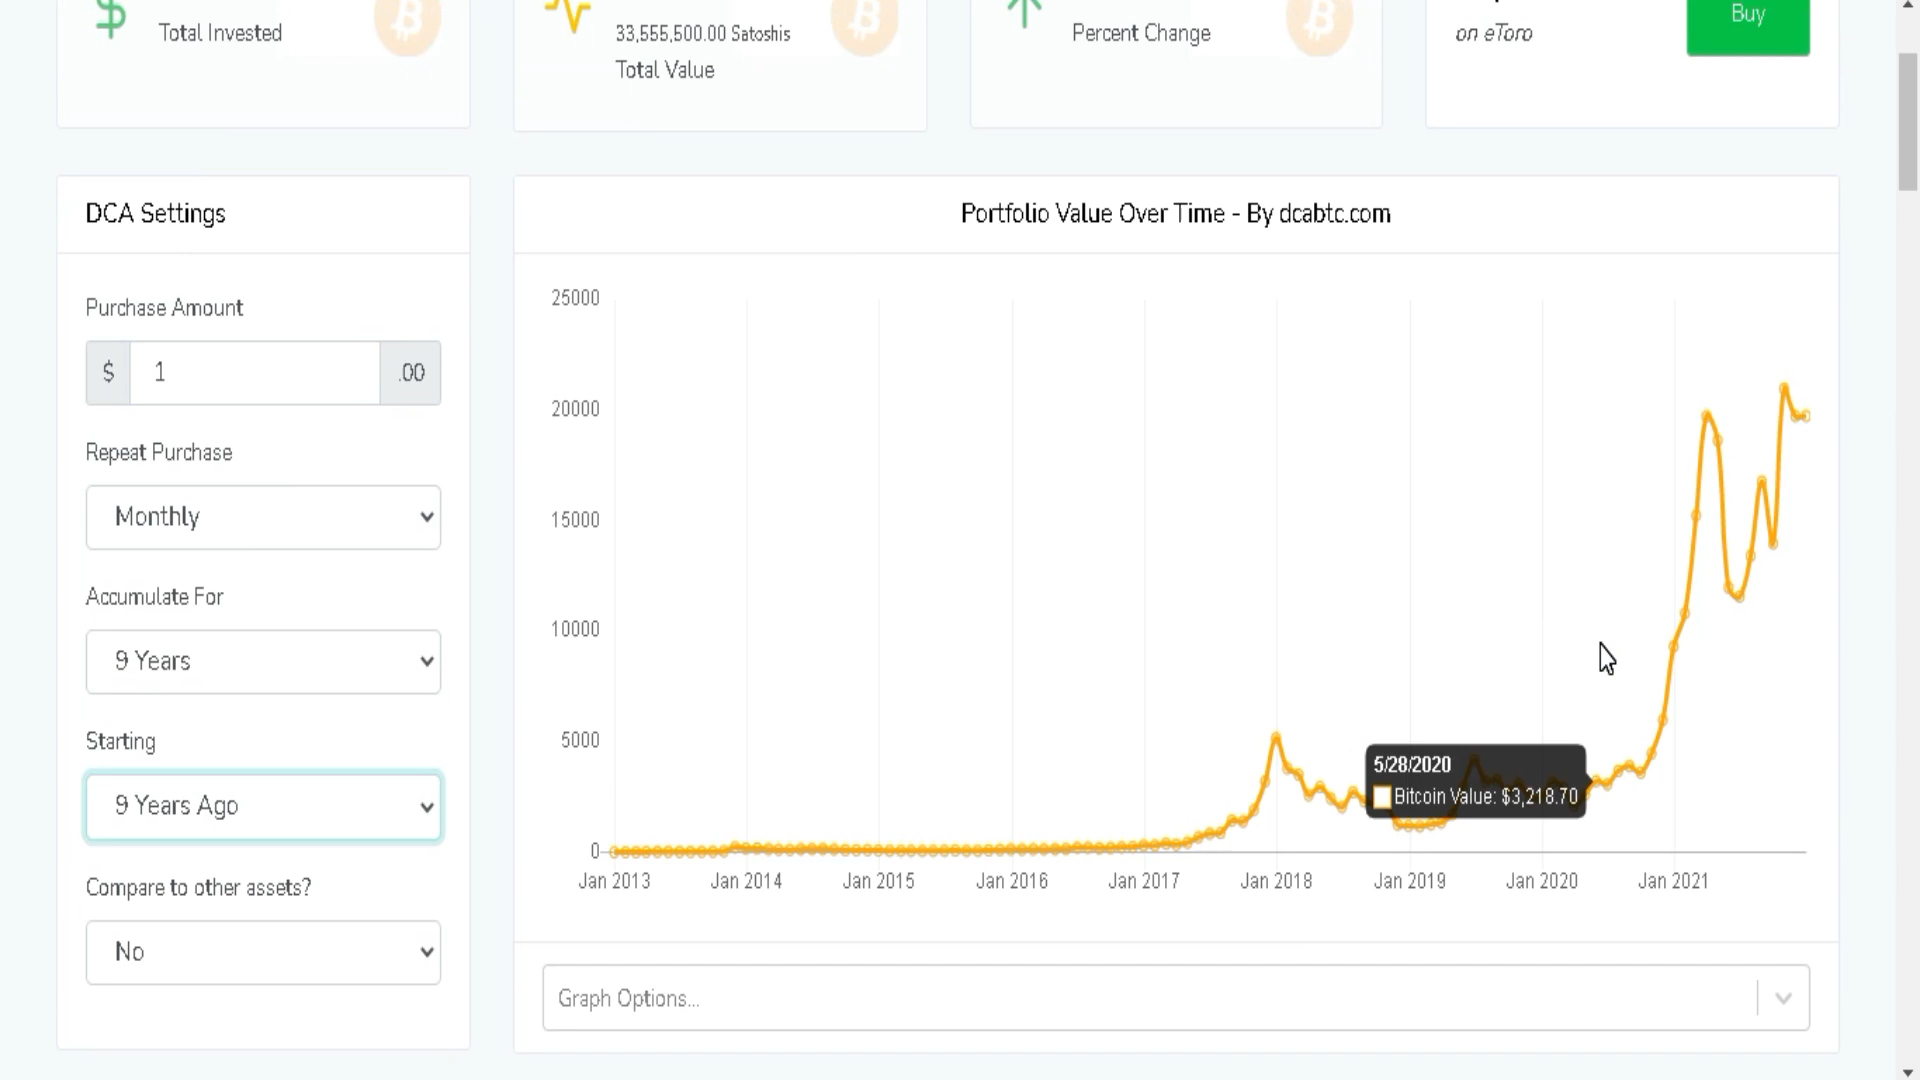 Total Invested
33,555,500.00 Satoshis
Total Value
Percent Change
on eToro
Buy
DCA Settings
Purchase Amount
$ 1 .00
Repeat Purchase
Monthly
Accumulate For
9 Years
Starting
9 Years Ago
Compare to other assets?
No
Portfolio Value Over Time - By dcabtc.com
25000
20000
15000
10000
5000
0
5/28/2020
Bitcoin Value: $3,218.70
Jan 2013 Jan 2014 Jan 2015 Jan 2016 Jan 2017 Jan 2018 Jan 2019 Jan 2020 Jan 2021
Graph Options...